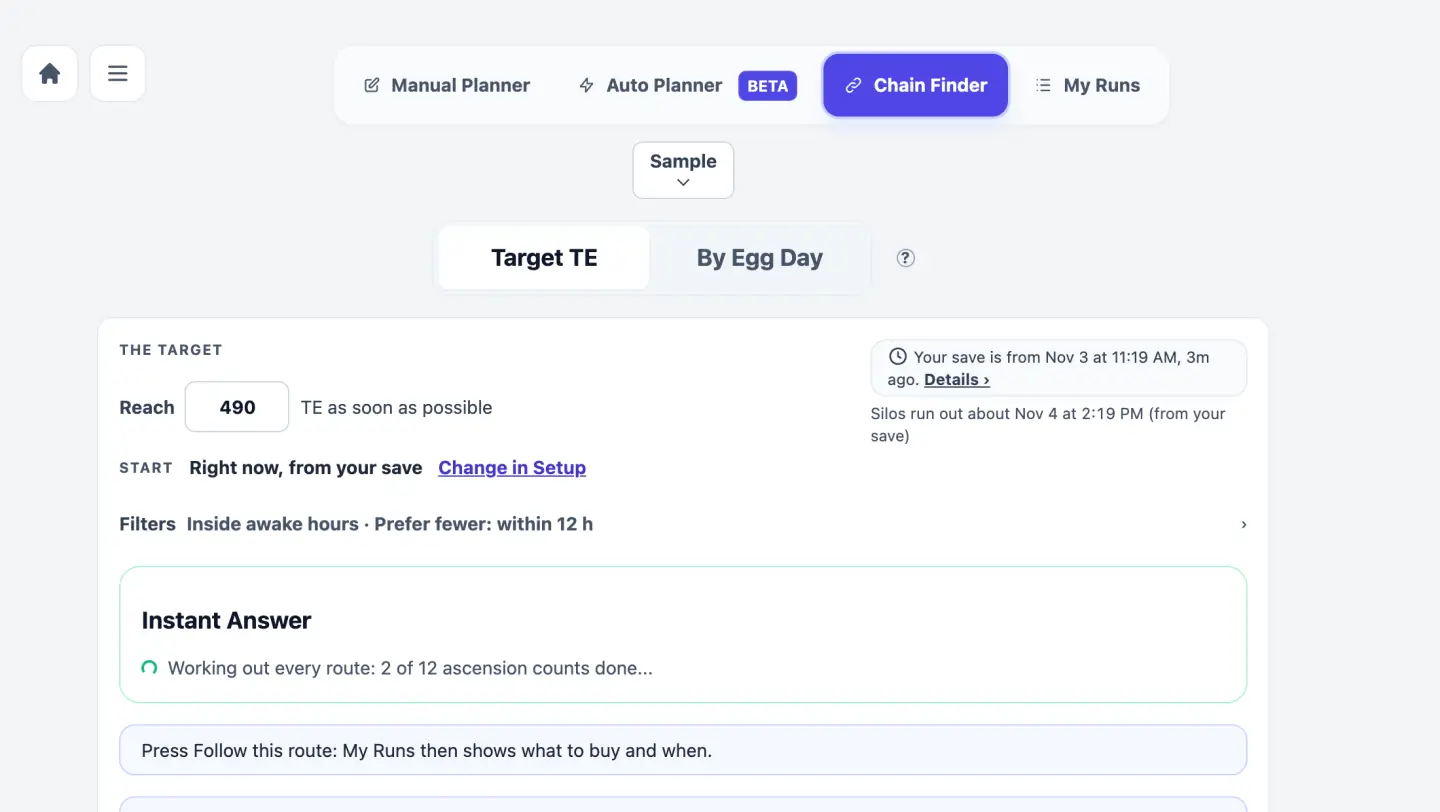 Manual Planner
Auto Planner BETA
Chain Finder
My Runs
Sample
Target TE
By Egg Day
?
THE TARGET
Your save is from Nov 3 at 11:19 AM, 3m
ago. Details ›
Reach 490 TE as soon as possible
Silos run out about Nov 4 at 2:19 PM (from your
save)
START Right now, from your save Change in Setup
Filters Inside awake hours · Prefer fewer: within 12 h ›
Instant Answer
Working out every route: 2 of 12 ascension counts done...
Press Follow this route: My Runs then shows what to buy and when.